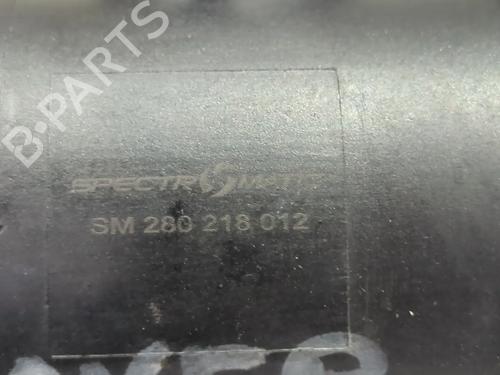 B-PARTS
SPECTROMATIC
SM 280 218 012